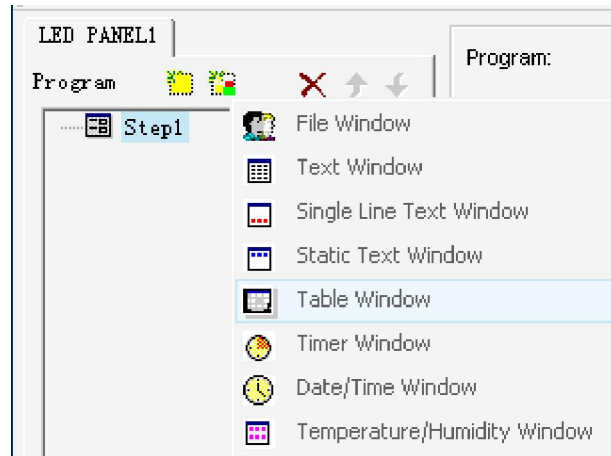 LED PANEL1
Program
Program:
Step1
File Window
Text Window
Single Line Text Window
Static Text Window
Table Window
Timer Window
Date/Time Window
Temperature/Humidity Window